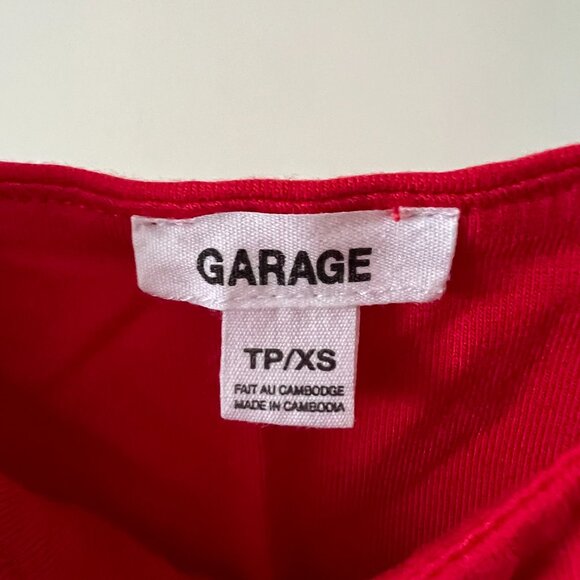 GARAGE
TP/XS
FAIT AU CAMBODGE
MADE IN CAMBODIA